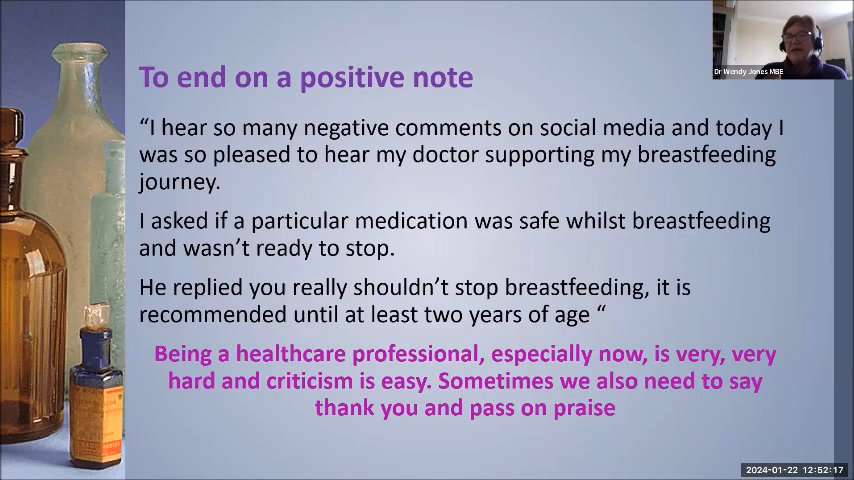 To end on a positive note
Dr Wendy Jones MBE
“I hear so many negative comments on social media and today I
was so pleased to hear my doctor supporting my breastfeeding
journey.
I asked if a particular medication was safe whilst breastfeeding
and wasn’t ready to stop.
He replied you really shouldn’t stop breastfeeding, it is
recommended until at least two years of age “
Being a healthcare professional, especially now, is very, very
hard and criticism is easy. Sometimes we also need to say
thank you and pass on praise
2024-01-22 12:52:17